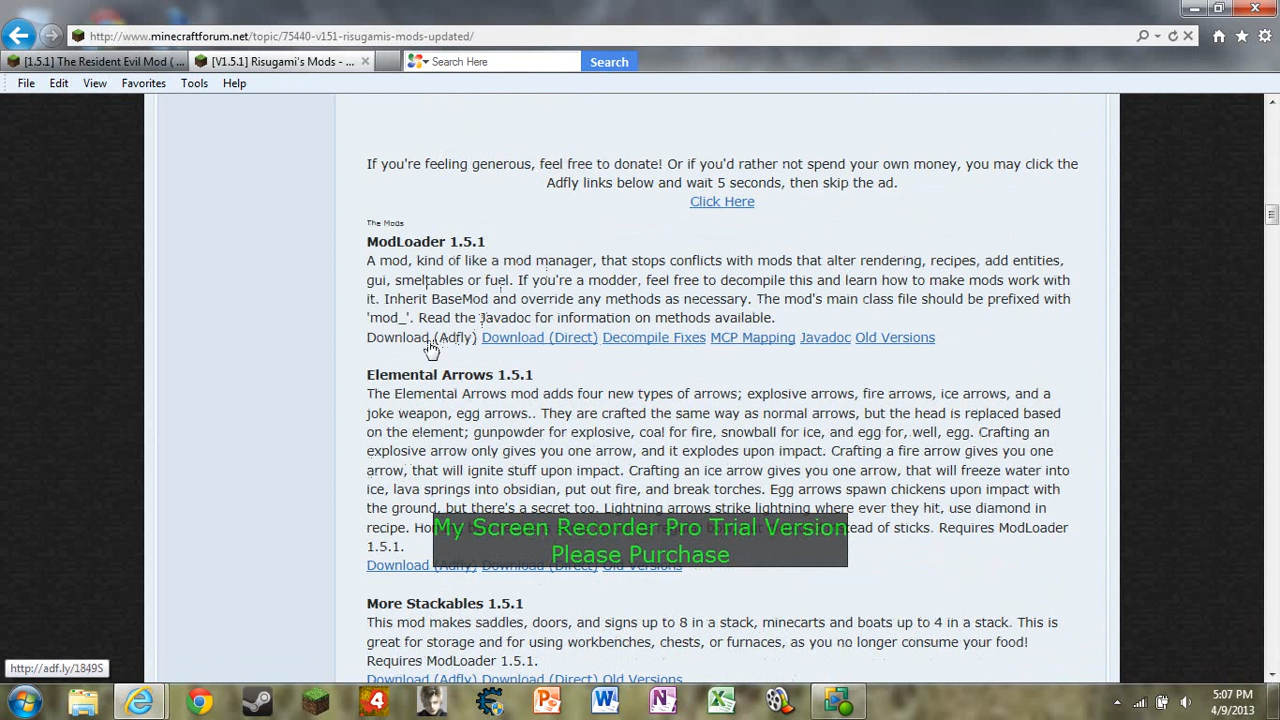 http://www.minecraftforum.net/topic/75440-v151-risugamis-mods-updated/
[1.5.1] The Resident Evil Mod ( ...
[V1.5.1] Risugami's Mods - ...
Search Here
Search
File Edit View Favorites Tools Help
If you're feeling generous, feel free to donate! Or if you'd rather not spend your own money, you may click the
Adfly links below and wait 5 seconds, then skip the ad.
Click Here
The Mods
ModLoader 1.5.1
A mod, kind of like a mod manager, that stops conflicts with mods that alter rendering, recipes, add entities,
gui, smeltables or fuel. If you're a modder, feel free to decompile this and learn how to make mods work with
it. Inherit BaseMod and override any methods as necessary. The mod's main class file should be prefixed with
'mod_'. Read the Javadoc for information on methods available.
Download (Adfly) Download (Direct) Decompile Fixes MCP Mapping Javadoc Old Versions
Elemental Arrows 1.5.1
The Elemental Arrows mod adds four new types of arrows; explosive arrows, fire arrows, ice arrows, and a
joke weapon, egg arrows.. They are crafted the same way as normal arrows, but the head is replaced based
on the element; gunpowder for explosive, coal for fire, snowball for ice, and egg for, well, egg. Crafting an
explosive arrow only gives you one arrow, and it explodes upon impact. Crafting a fire arrow gives you one
arrow, that will ignite stuff upon impact. Crafting an ice arrow gives you one arrow, that will freeze water into
ice, lava springs into obsidian, put out fire, and break torches. Egg arrows spawn chickens upon impact with
the ground, but there's a secret too. Lightning arrows strike lightning where ever they hit, use diamond in
recipe. stead of sticks. Requires ModLoader
My Screen Recorder Pro Trial Version
Please Purchase
1.5.1.
Download (Adfly) Download (Direct) Old Versions
More Stackables 1.5.1
This mod makes saddles, doors, and signs up to 8 in a stack, minecarts and boats up to 4 in a stack. This is
great for storage and for using workbenches, chests, or furnaces, as you no longer consume your food!
Requires ModLoader 1.5.1.
Download (Adfly) Download (Direct) Old Versions
http://adf.ly/1849S
5:07 PM
4/9/2013